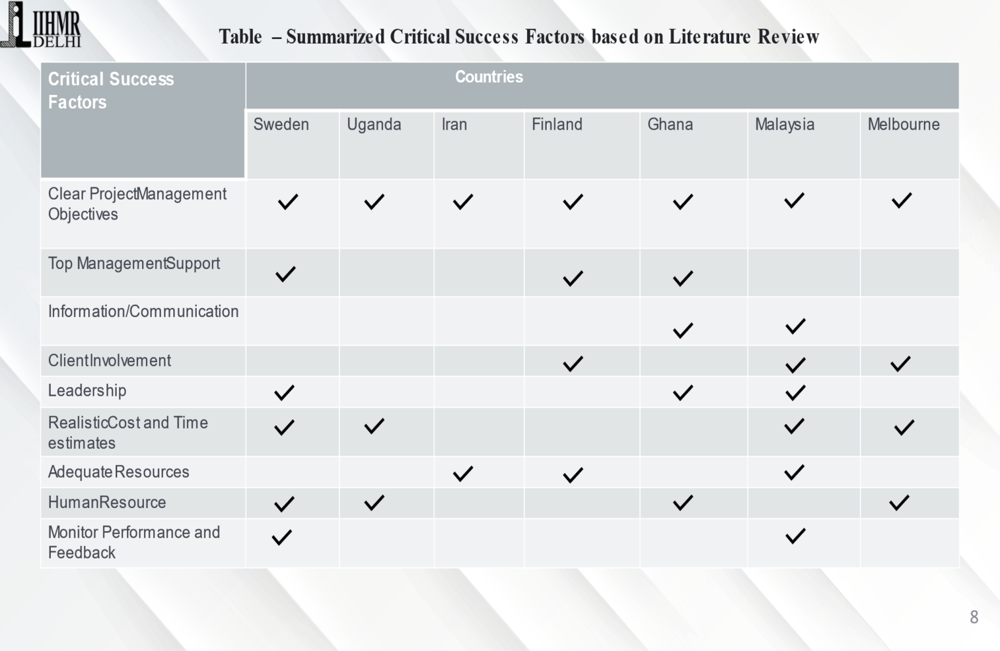 IIHMR
DELHI
Table – Summarized Critical Success Factors based on Literature Review
Critical Success
Factors
Countries
Sweden Uganda Iran Finland Ghana Malaysia Melbourne
Clear ProjectManagement
Objectives
✓ ✓ ✓ ✓ ✓ ✓ ✓
Top ManagementSupport
✓ ✓ ✓
Information/Communication
✓ ✓
ClientInvolvement ✓ ✓ ✓
Leadership ✓ ✓ ✓
RealisticCost and Time
estimates
✓ ✓ ✓ ✓
AdequateResources ✓ ✓ ✓
HumanResource ✓ ✓ ✓ ✓
Monitor Performance and
Feedback
✓ ✓
8